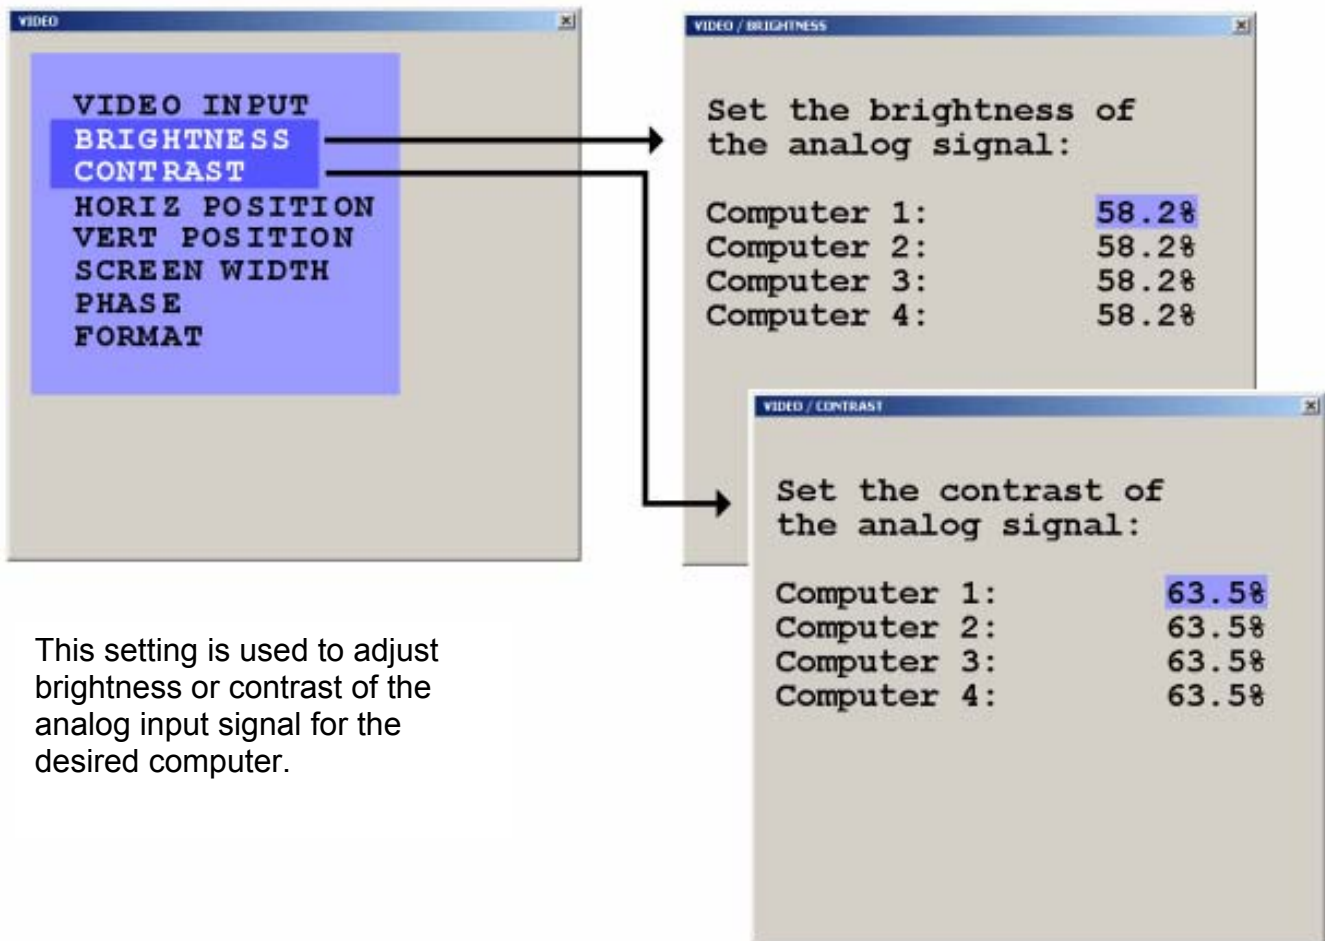 VIDEO
VIDEO INPUT
BRIGHTNESS
CONTRAST
HORIZ POSITION
VERT POSITION
SCREEN WIDTH
PHASE
FORMAT
VIDEO / BRIGHTNESS
Set the brightness of
the analog signal:
Computer 1: 58.2%
Computer 2: 58.2%
Computer 3: 58.2%
Computer 4: 58.2%
VIDEO / CONTRAST
Set the contrast of
the analog signal:
Computer 1: 63.5%
Computer 2: 63.5%
Computer 3: 63.5%
Computer 4: 63.5%
This setting is used to adjust
brightness or contrast of the
analog input signal for the
desired computer.